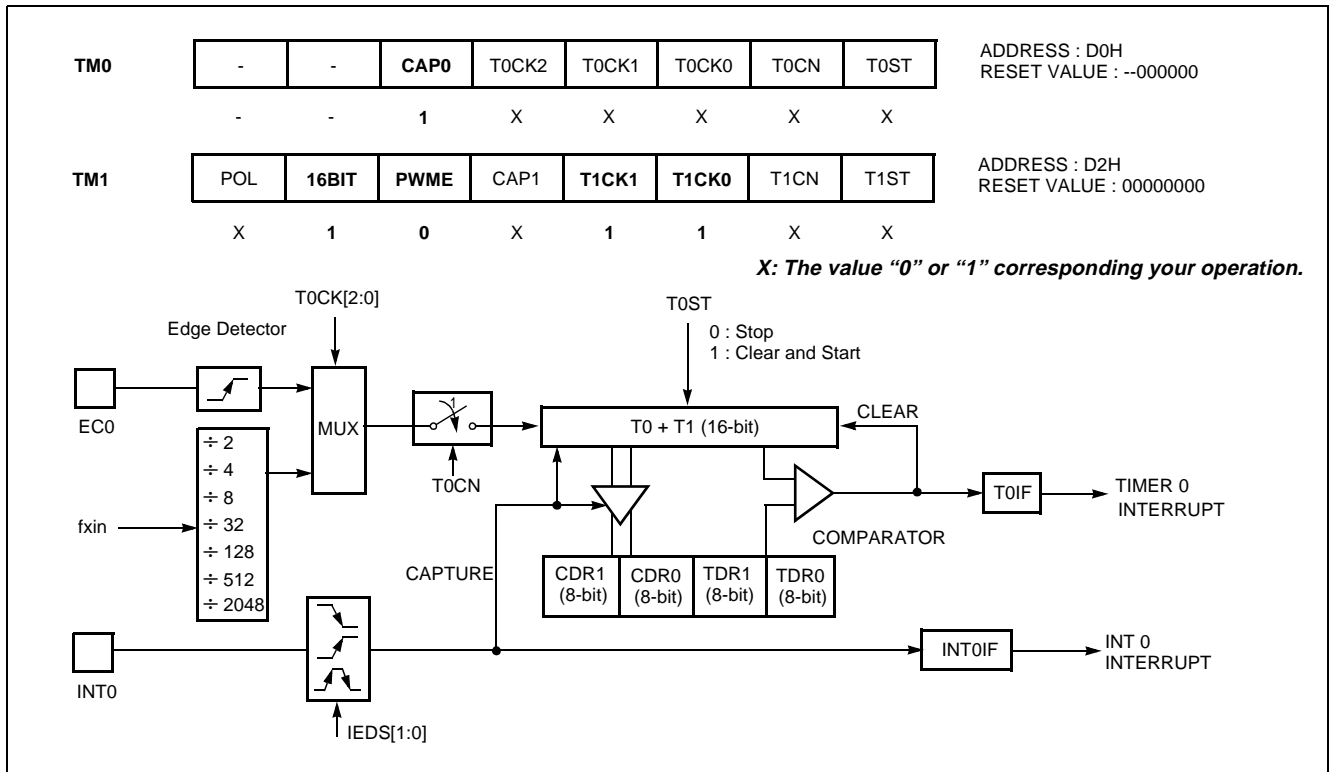 TM0 - - CAP0 T0CK2 T0CK1 T0CK0 T0CN T0ST
ADDRESS : D0H
RESET VALUE : --000000
- - 1 X X X X X
TM1 POL 16BIT PWME CAP1 T1CK1 T1CK0 T1CN T1ST
ADDRESS : D2H
RESET VALUE : 00000000
X 1 0 X 1 1 X X
X: The value “0” or “1” corresponding your operation.
T0CK[2:0]
Edge Detector
T0ST
0 : Stop
1 : Clear and Start
EC0
MUX
1
T0CN
T0 + T1 (16-bit)
CLEAR
COMPARATOR
T0IF
TIMER 0
INTERRUPT
fxin
÷ 2
÷ 4
÷ 8
÷ 32
÷ 128
÷ 512
÷ 2048
CAPTURE
CDR1
(8-bit)
CDR0
(8-bit)
TDR1
(8-bit)
TDR0
(8-bit)
INT0
IEDS[1:0]
INT0IF
INT 0
INTERRUPT